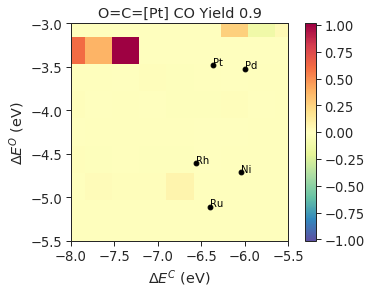 O=C=[Pt] CO Yield 0.9
−3.0
−3.5
−4.0
−4.5
−5.0
−5.5
ΔE^O (eV)
Pt
Pd
Rh
Ni
Ru
−8.0 −7.5 −7.0 −6.5 −6.0 −5.5
ΔE^C (eV)
1.00
0.75
0.50
0.25
0.00
−0.25
−0.50
−0.75
−1.00